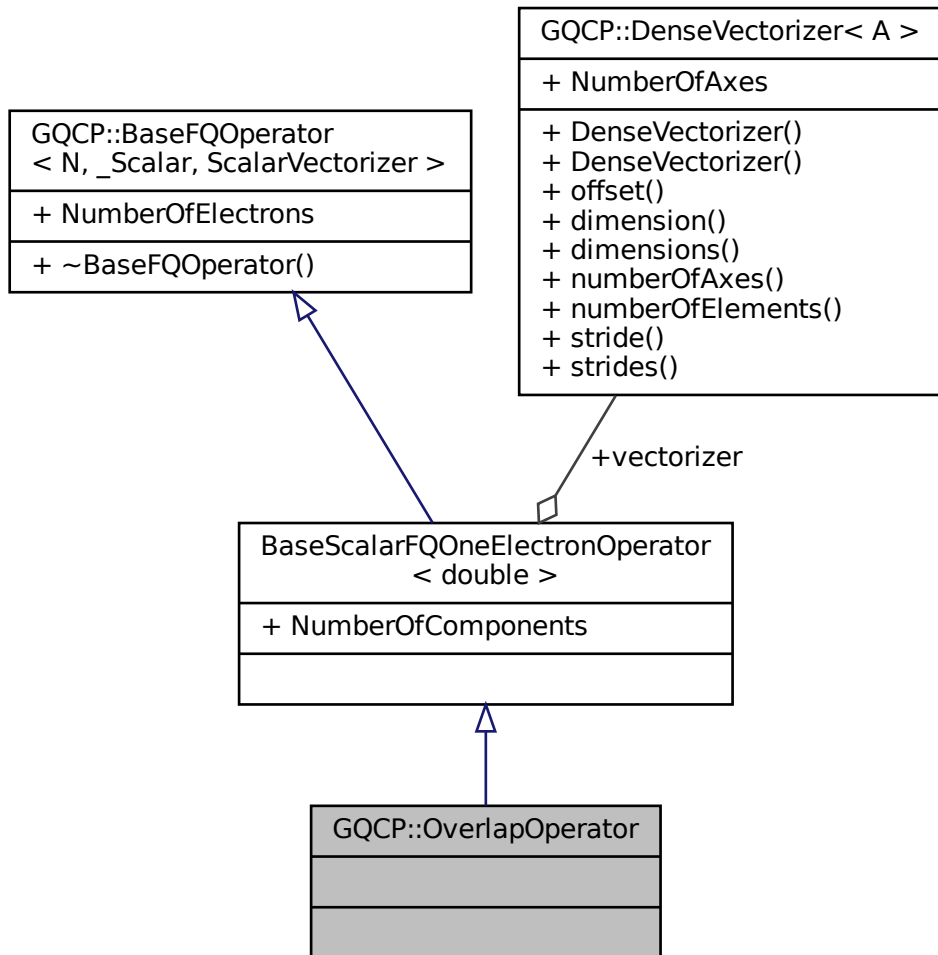 GQCP::DenseVectorizer< A >
+ NumberOfAxes
+ DenseVectorizer()
+ DenseVectorizer()
+ offset()
+ dimension()
+ dimensions()
+ numberOfAxes()
+ numberOfElements()
+ stride()
+ strides()
GQCP::BaseFQOperator
< N, _Scalar, ScalarVectorizer >
+ NumberOfElectrons
+ ~BaseFQOperator()
+vectorizer
BaseScalarFQOneElectronOperator
< double >
+ NumberOfComponents
GQCP::OverlapOperator